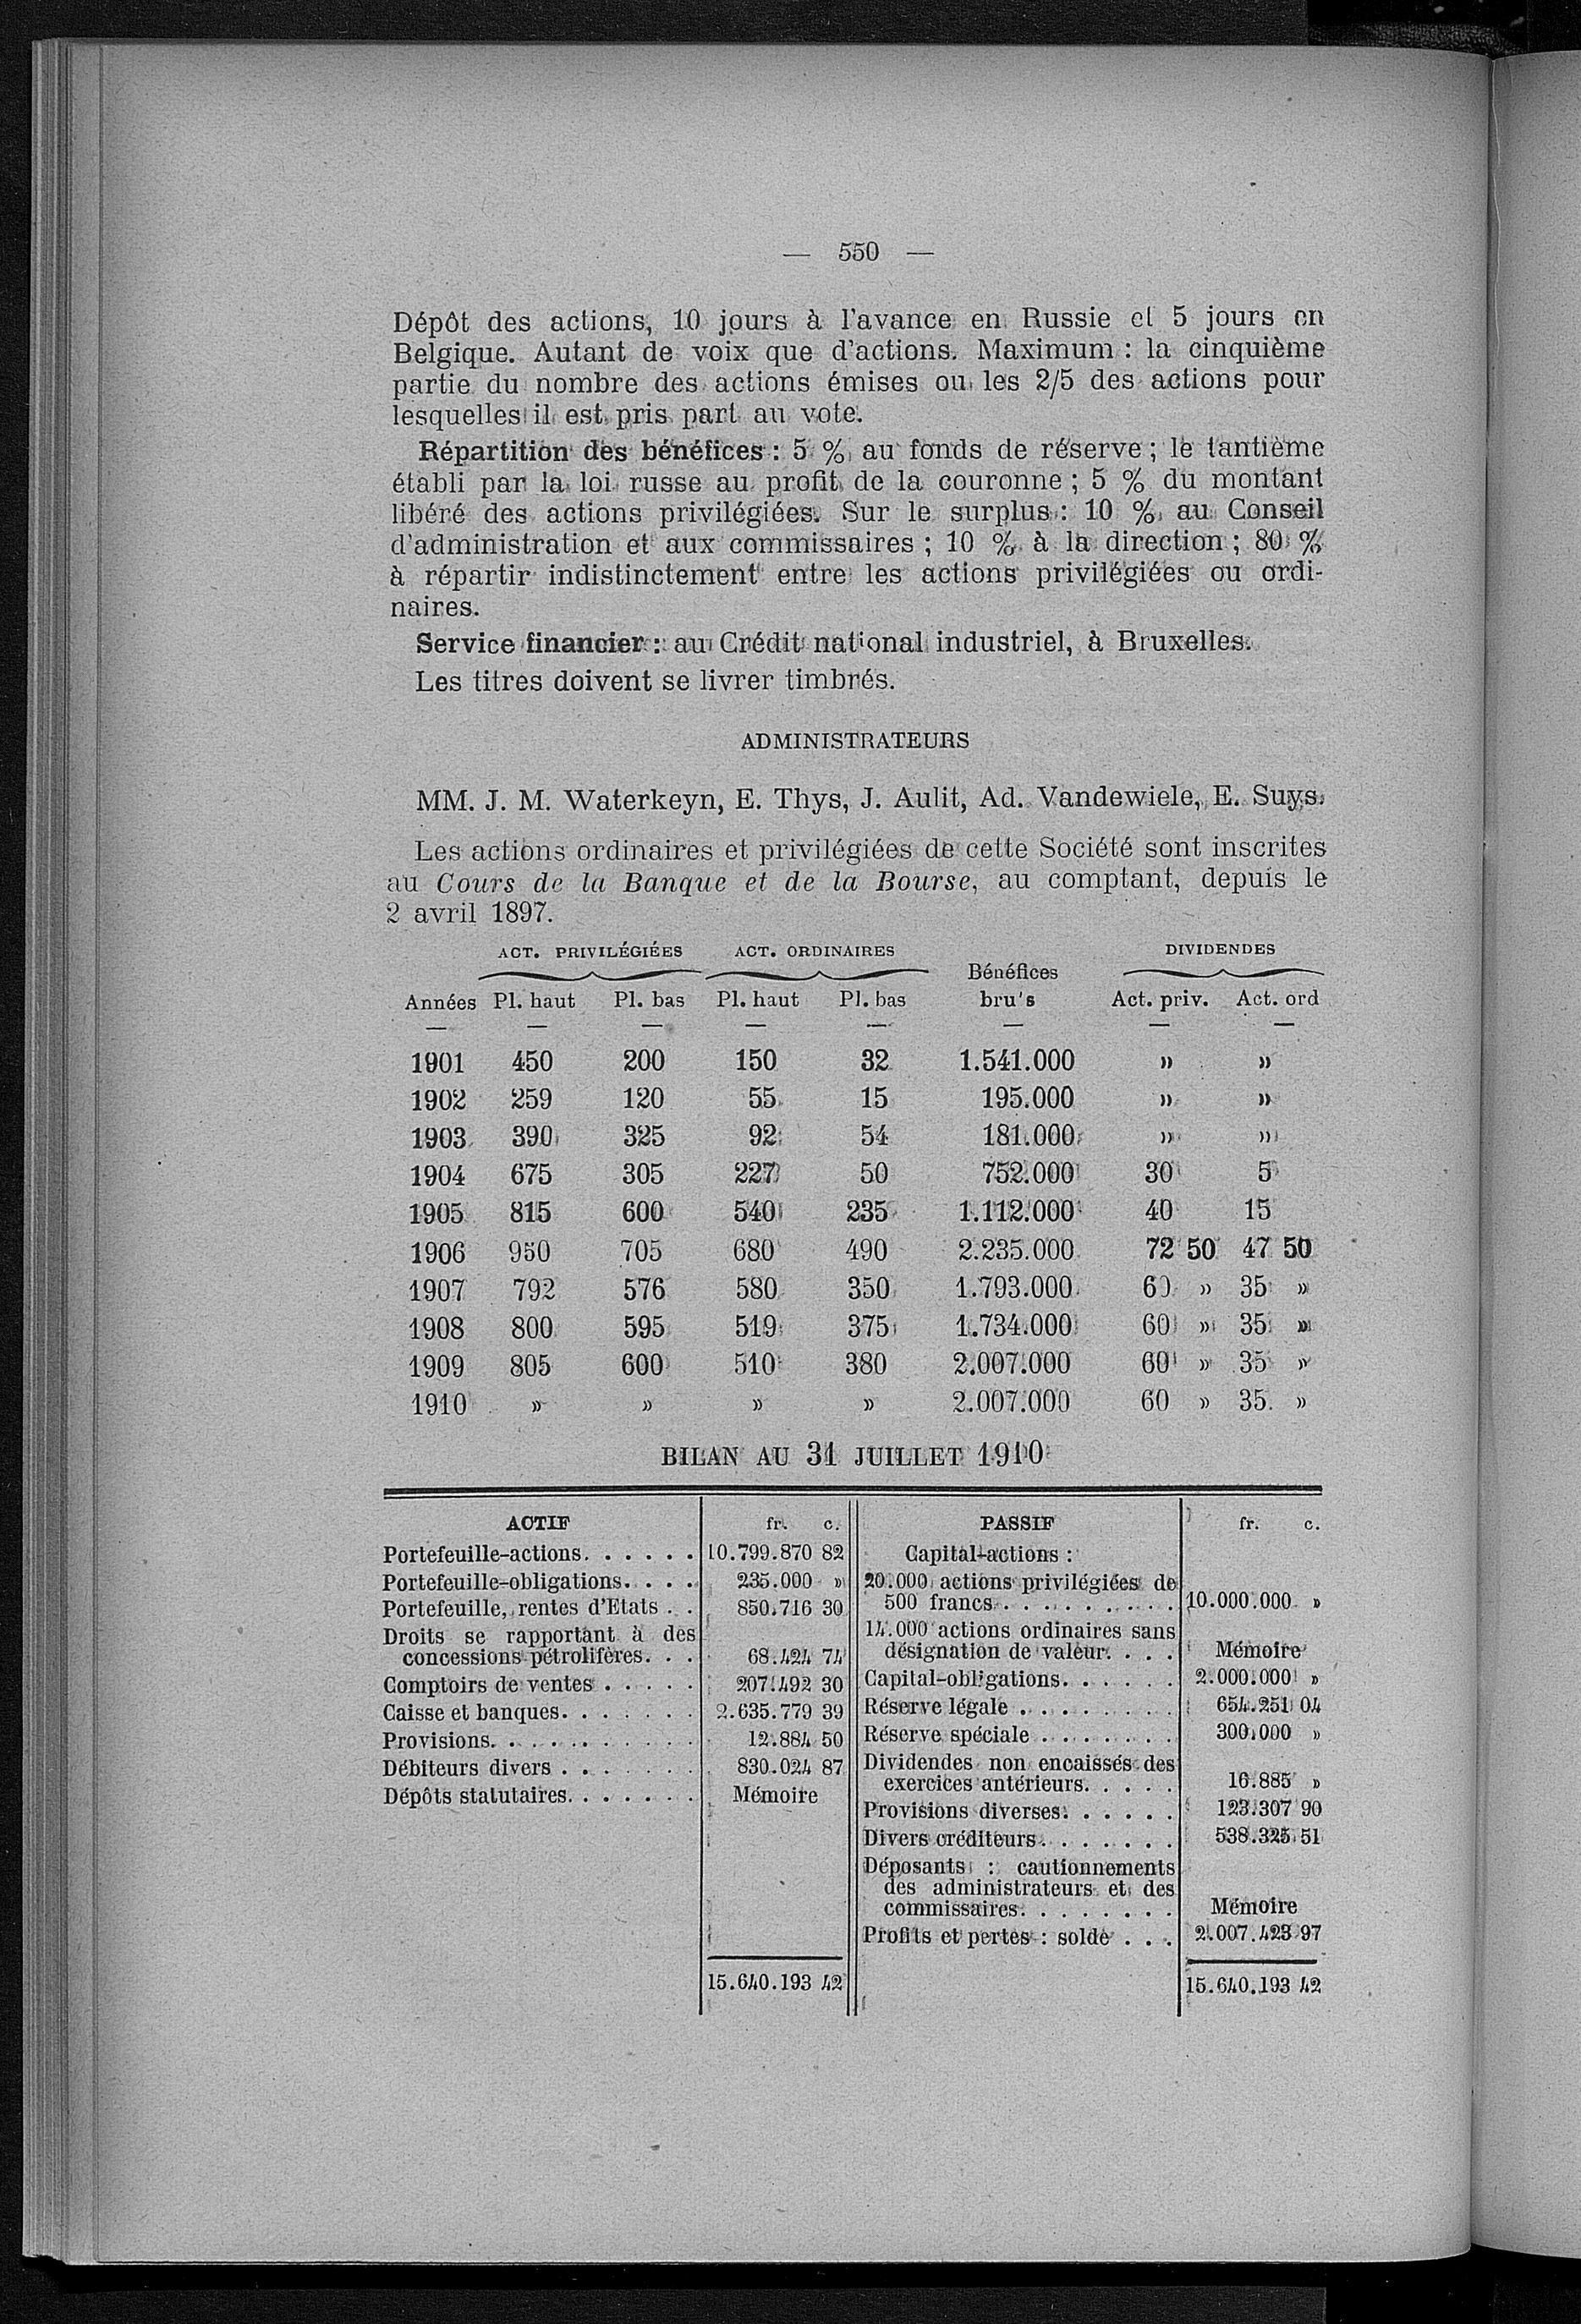 — 550 —
Dépôt des actions, 10 jours à l'avance en Russie et 5 jours en
Belgique. Autant de voix que d'actions. Maximum : la cinquième
partie du nombre des actions émises ou les 2/5 des actions pour
lesquelles il est pris part au vote.
Répartition des bénéfices : 5 % au fonds de réserve ; le tantième
établi par la loi russe au profit de la couronne ; 5 % du montant
libéré des actions privilégiées. Sur le surplus : 10 % au Conseil
d'administration et aux commissaires ; 10 % à la direction ; 80 %
à répartir indistinctement entre les actions privilégiées ou ordi-
naires.
Service financier : au Crédit national industriel, à Bruxelles.
Les titres doivent se livrer timbrés.
ADMINISTRATEURS
MM. J. M. Waterkeyn, E. Thys, J. Aulit, Ad. Vandewiele, E. Suys.
Les actions ordinaires et privilégiées de cette Société sont inscrites
au Cours de la Banque et de la Bourse, au comptant, depuis le
2 avril 1897.
ACT. PRIVILÉGIÉES ACT. ORDINAIRES Bénéfices DIVIDENDES
Années Pl. haut Pl. bas Pl. haut Pl. bas bru's Act. priv. Act. ord
— — — — — — — —
1901 450 200 150 32 1.541.000 » »
1902 259 120 55 15 195.000 » »
1903 390 325 92 54 181.000 » »
1904 675 305 227 50 752.000 30 5
1905 815 600 540 235 1.112.000 40 15
1906 950 705 680 490 2.235.000 72 50 47 50
1907 792 576 580 350 1.793.000 60 » 35 »
1908 800 595 519 375 1.734.000 60 » 35 »
1909 805 600 510 380 2.007.000 60 » 35 »
1910 » » » » 2.007.000 60 » 35. »
BILAN AU 31 JUILLET 1910
ACTIF fr. c.
Portefeuille-actions. . . . . . 10.799.870 82
Portefeuille-obligations. . . . 235.000 »
Portefeuille, rentes d'Etats . . 850.716 30
Droits se rapportant à des
concessions pétrolifères. . . 68.424 74
Comptoirs de ventes . . . . . 207.492 30
Caisse et banques. . . . . . . 2.635.779 39
Provisions. . . . . . . . . . . 12.884 50
Débiteurs divers . . . . . . . 830.024 87
Dépôts statutaires. . . . . . . Mémoire
15.640.193 42
PASSIF fr. c.
Capital-actions :
20.000 actions privilégiées de
500 francs. . . . . . . . . . 10.000.000 »
14.000 actions ordinaires sans
désignation de valeur. . . . Mémoire
Capital-obligations. . . . . . 2.000.000 »
Réserve légale . . . . . . . . 654.251 04
Réserve spéciale . . . . . . . 300.000 »
Dividendes non encaissés des
exercices antérieurs. . . . . 16.885 »
Provisions diverses. . . . . . 123.307 90
Divers créditeurs. . . . . . . 538.325 51
Déposants : cautionnements
des administrateurs et des
commissaires. . . . . . . . Mémoire
Profits et pertes : solde . . . 2.007.423 97
15.640.193 42